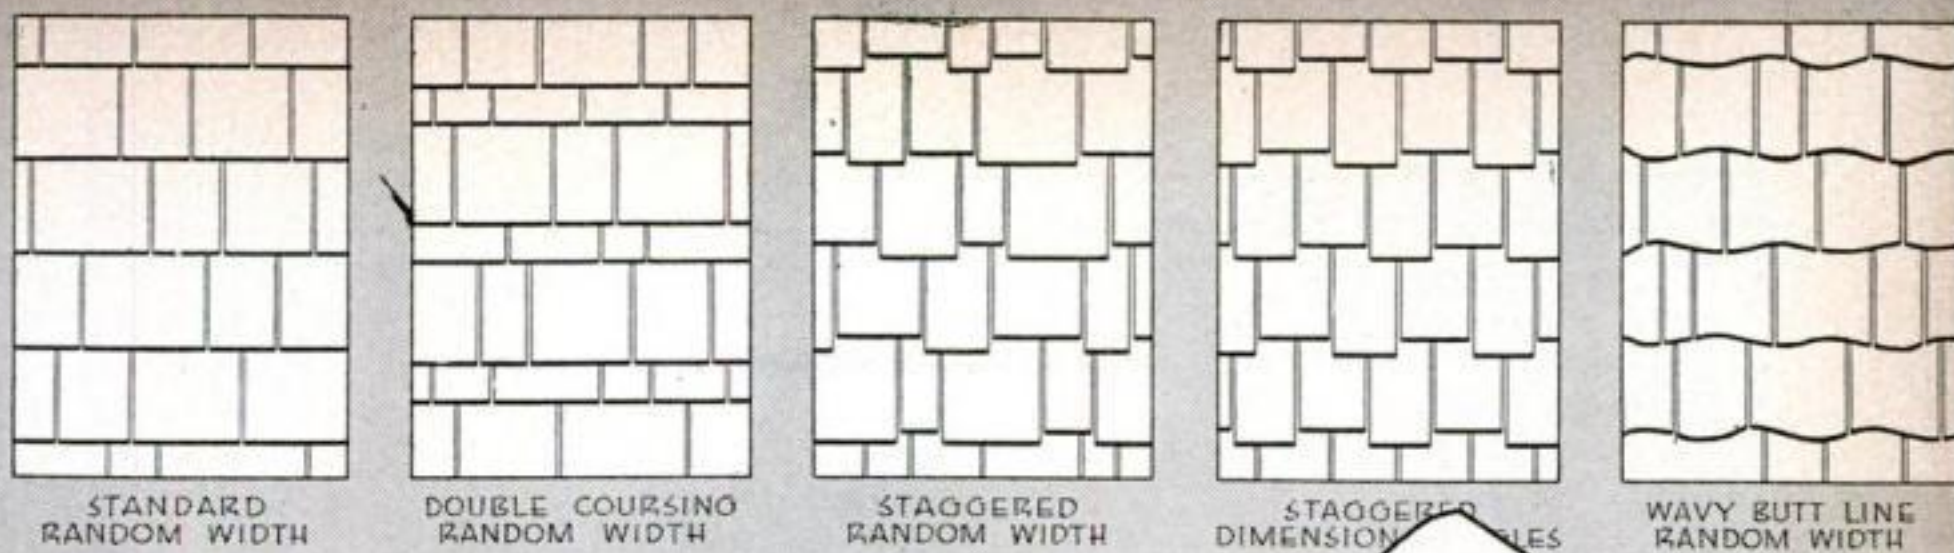 STANDARD
RANDOM WIDTH
DOUBLE COURSING
RANDOM WIDTH
STAGGERED
RANDOM WIDTH
STAGGERED
DIMENSION
WAVY BUTT LINE
RANDOM WIDTH